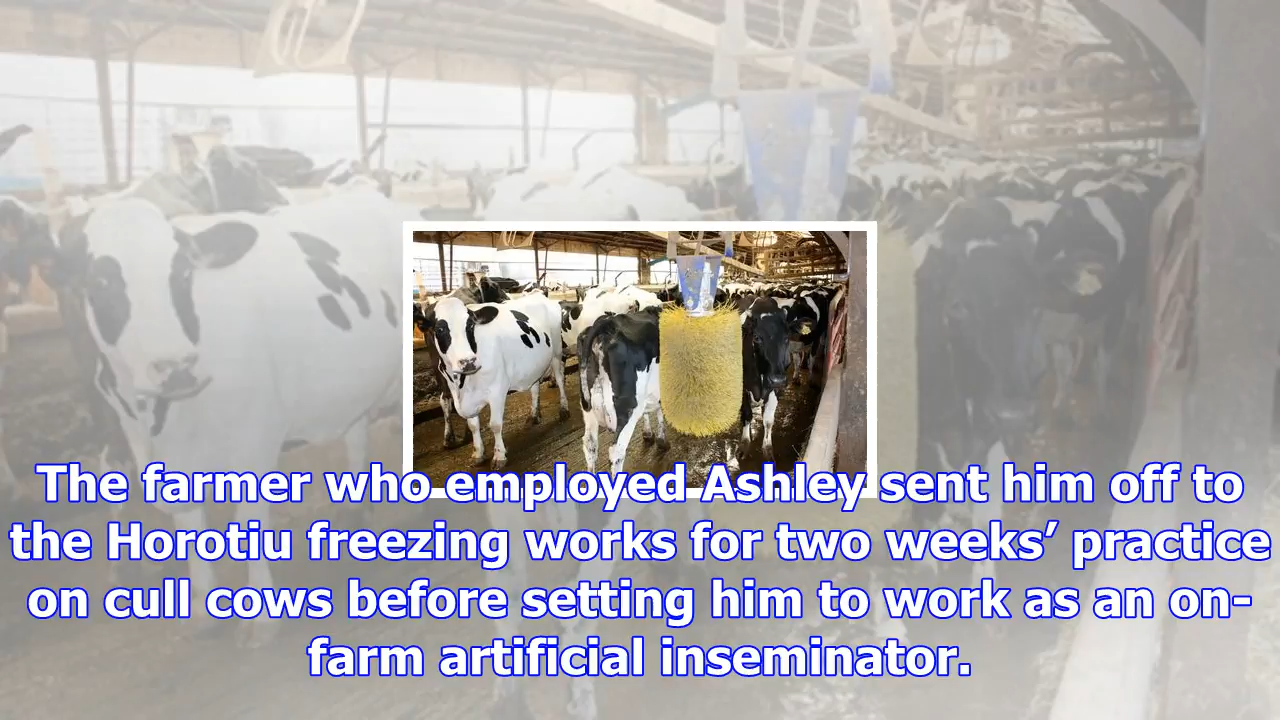 The farmer who employed Ashley sent him off to
the Horotiu freezing works for two weeks’ practice
on cull cows before setting him to work as an on-
farm artificial inseminator.